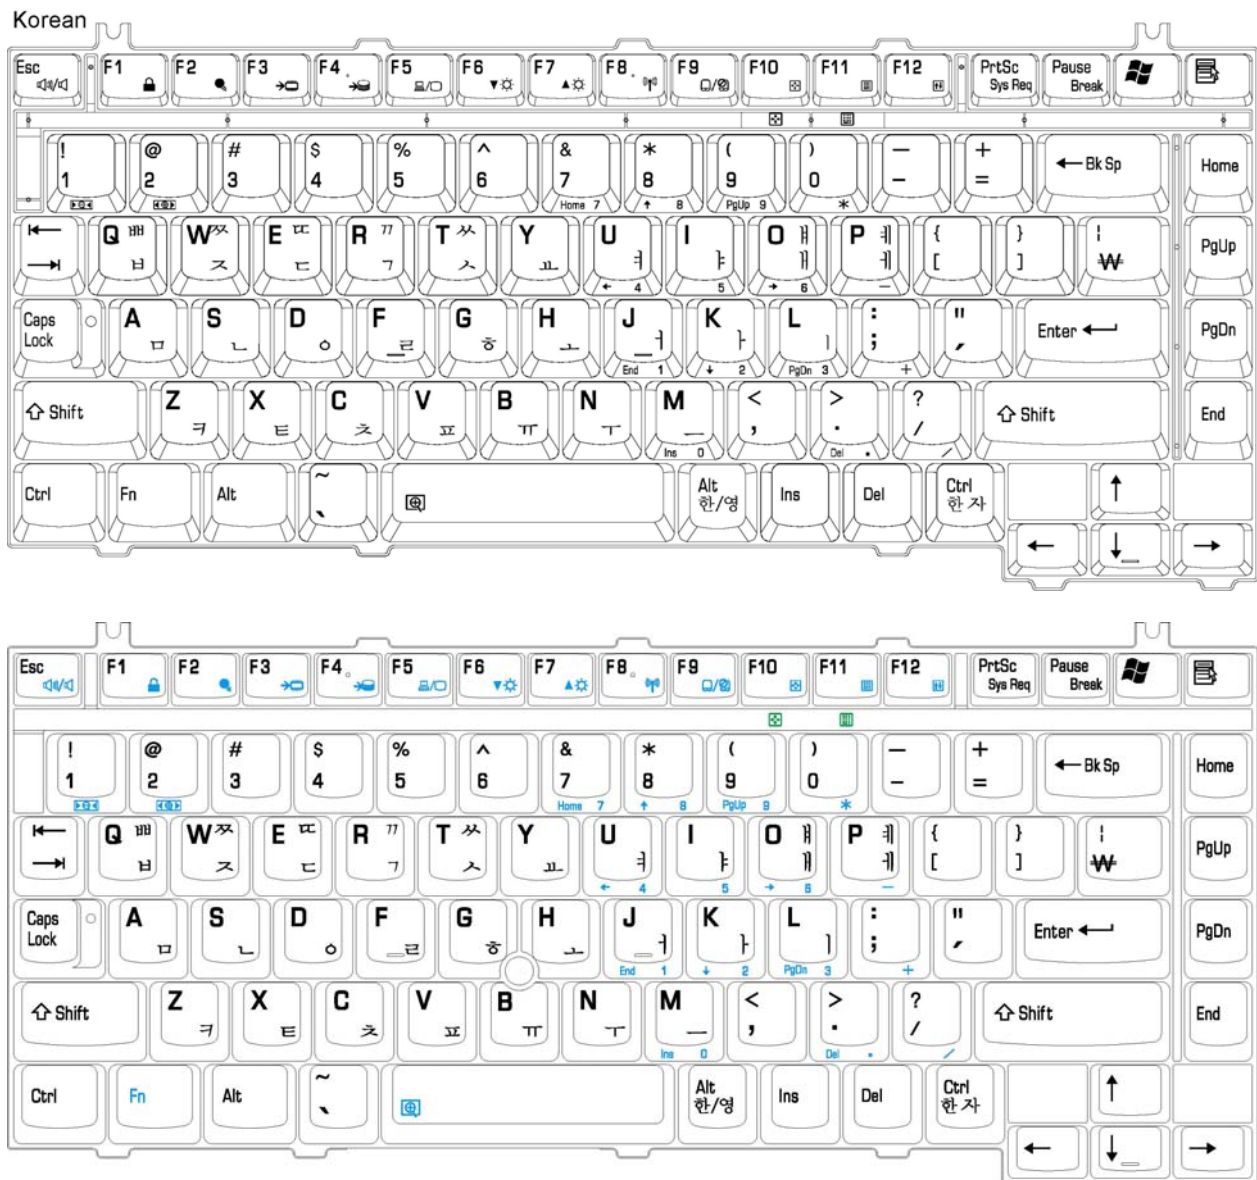 Korean
Esc F1 F2 F3 F4 F5 F6 F7 F8 F9 F10 F11 F12 PrtSc Sys Req Pause Break
! @ # $ % ^ & * ( ) — +
1 2 3 4 5 6 7 8 9 0 – = ←Bk Sp Home
Home 7 ↑ 8 PgUp 9 *
Q ㅃ W ㅉ E ㄸ R ㄲ T ㅆ Y U I O ㅒ P ㅖ { } ¦
ㅂ ㅈ ㄷ ㄱ ㅅ ㅛ ㅕ ㅑ ㅐ ㅔ [ ] ₩ PgUp
← 4 5 → 6 –
Caps Lock A S D F G H J K L : " Enter PgDn
ㅁ ㄴ ㅇ ㄹ ㅎ ㅗ ㅓ ㅏ ㅣ ; '
End 1 ↓ 2 PgDn 3 +
Shift Z X C V B N M < > ? Shift End
ㅋ ㅌ ㅊ ㅍ ㅠ ㅜ ㅡ , . /
Ins 0 Del . /
Ctrl Fn Alt ~ ` Alt 한/영 Ins Del Ctrl 한자 ↑
← ↓ →
Esc F1 F2 F3 F4 F5 F6 F7 F8 F9 F10 F11 F12 PrtSc Sys Req Pause Break
! @ # $ % ^ & * ( ) — +
1 2 3 4 5 6 7 8 9 0 – = ←Bk Sp Home
Home 7 ↑ 8 PgUp 9 *
Q ㅃ W ㅉ E ㄸ R ㄲ T ㅆ Y U I O ㅒ P ㅖ { } ¦
ㅂ ㅈ ㄷ ㄱ ㅅ ㅛ ㅕ ㅑ ㅐ ㅔ [ ] ₩ PgUp
← 4 5 → 6 –
Caps Lock A S D F G H J K L : " Enter PgDn
ㅁ ㄴ ㅇ ㄹ ㅎ ㅗ ㅓ ㅏ ㅣ ; '
End 1 ↓ 2 PgDn 3 +
Shift Z X C V B N M < > ? Shift End
ㅋ ㅌ ㅊ ㅍ ㅠ ㅜ ㅡ , . /
Ins 0 Del . /
Ctrl Fn Alt ~ ` Alt 한/영 Ins Del Ctrl 한자 ↑
← ↓ →